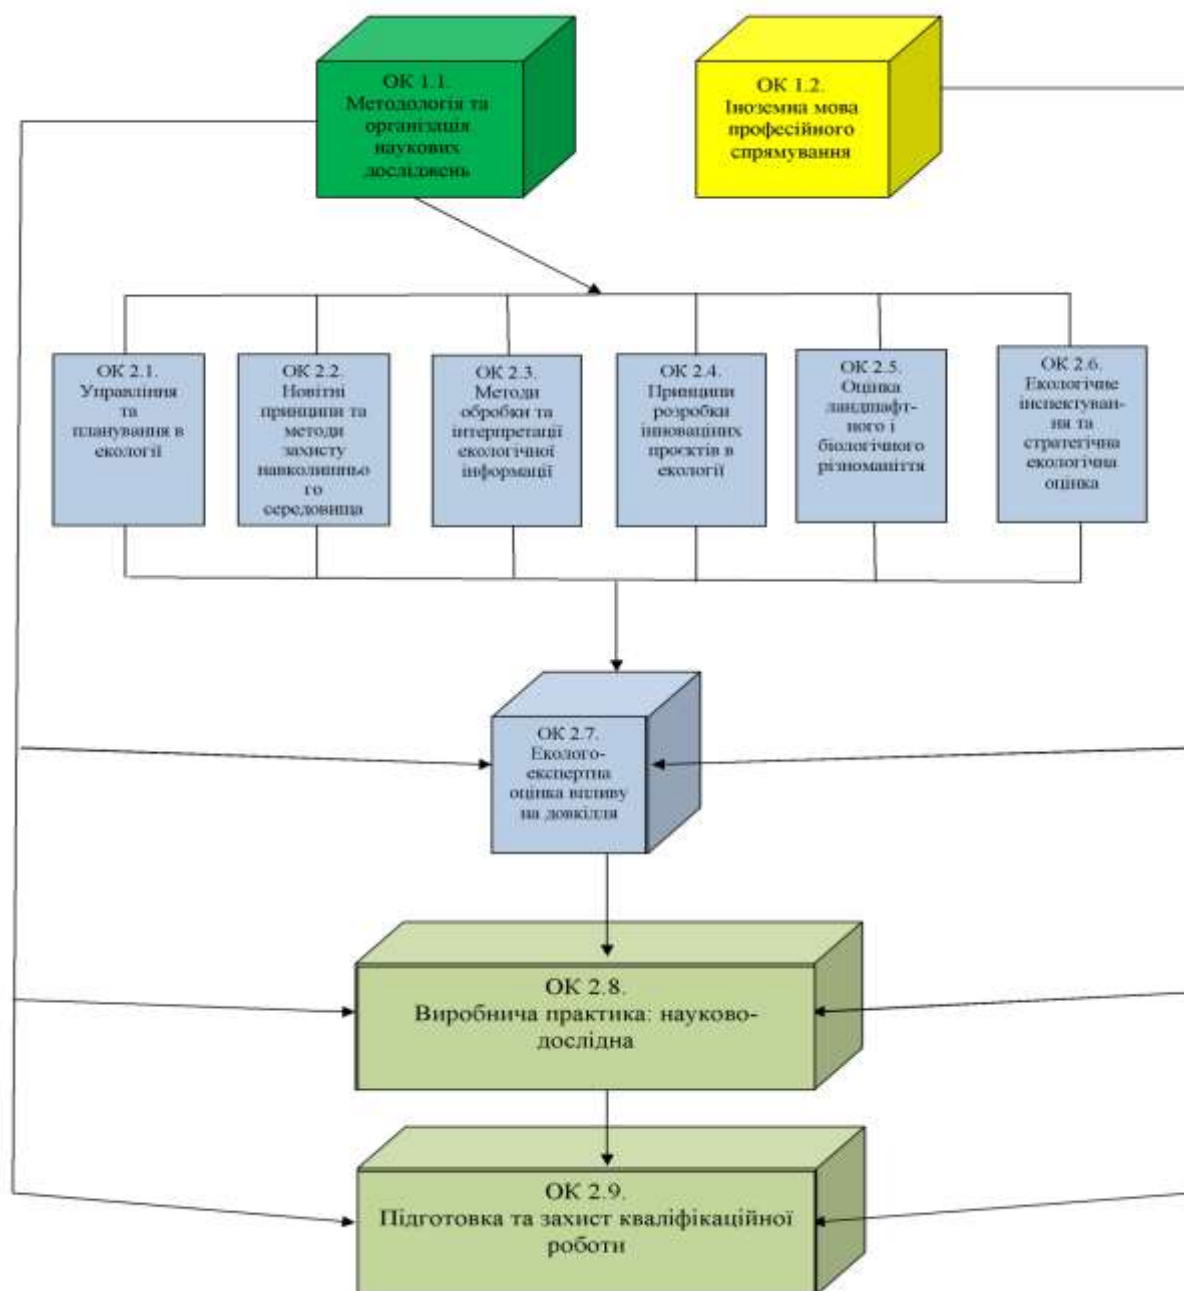 ОК 1.1.
Методологія та
організація
наукових
досліджень
ОК 1.2.
Іноземна мова
професійного
спрямування
ОК 2.1.
Управління
та
планування в
екології
ОК 2.2.
Новітні
принципи та
методи
захисту
навколишньо
го
середовища
ОК 2.3.
Методи
обробки та
інтерпретації
екологічної
інформації
ОК 2.4.
Принципи
розробки
інноваціних
проєктів в
екології
ОК 2.5.
Оцінка
ландшафт-
ного і
біологічного
різноманіття
ОК 2.6.
Екологічне
інспектуван-
ня та
стратегічна
екологічна
оцінка
ОК 2.7.
Еколого-
експертна
оцінка впливу
на довкілля
ОК 2.8.
Виробнича практика: науково-
дослідна
ОК 2.9.
Підготовка та захист кваліфікаційної
роботи